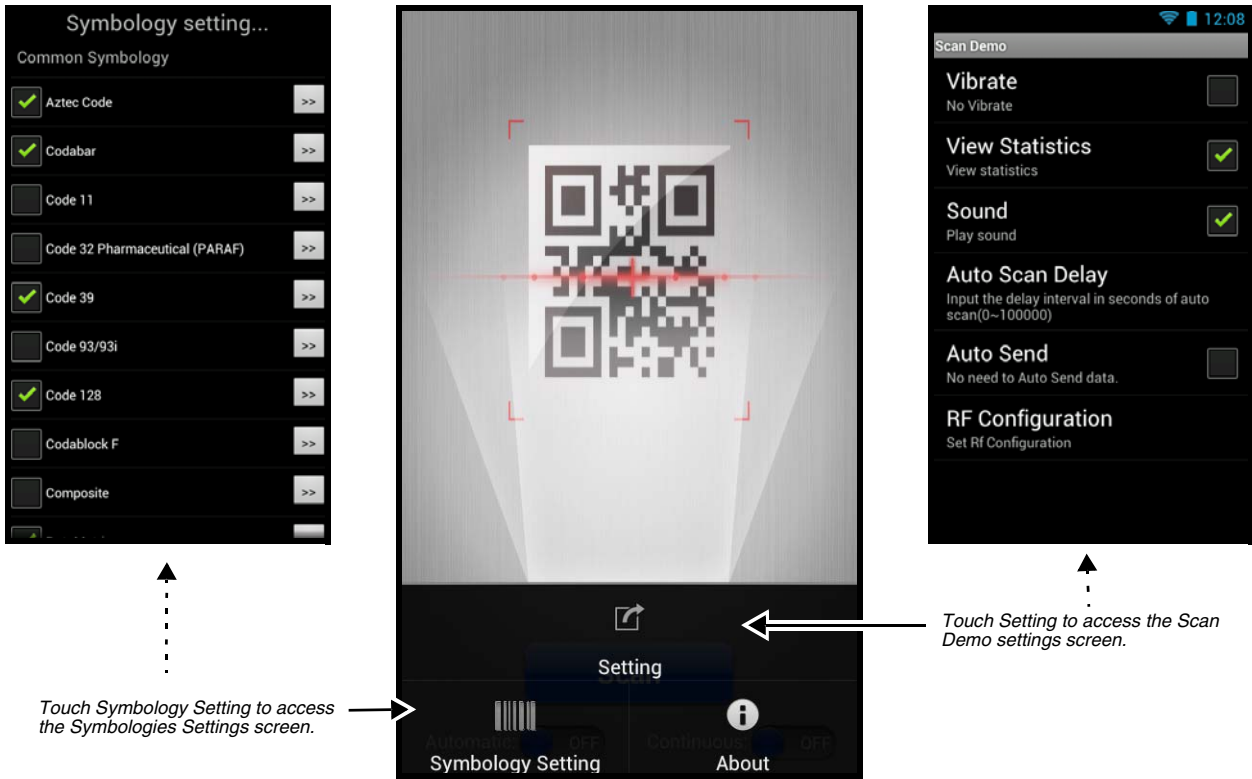 Symbology setting...
Common Symbology
Aztec Code >>
Codabar >>
Code 11 >>
Code 32 Pharmaceutical (PARAF) >>
Code 39 >>
Code 93/93i >>
Code 128 >>
Codablock F >>
Composite >>
Touch Symbology Setting to access
the Symbologies Settings screen.
Setting
Scan
Automatic: OFF
Continuous: OFF
Symbology Setting
About
12:08
Scan Demo
Vibrate
No Vibrate
View Statistics
View statistics
Sound
Play sound
Auto Scan Delay
Input the delay interval in seconds of auto
scan(0~100000)
Auto Send
No need to Auto Send data.
RF Configuration
Set Rf Configuration
Touch Setting to access the Scan
Demo settings screen.